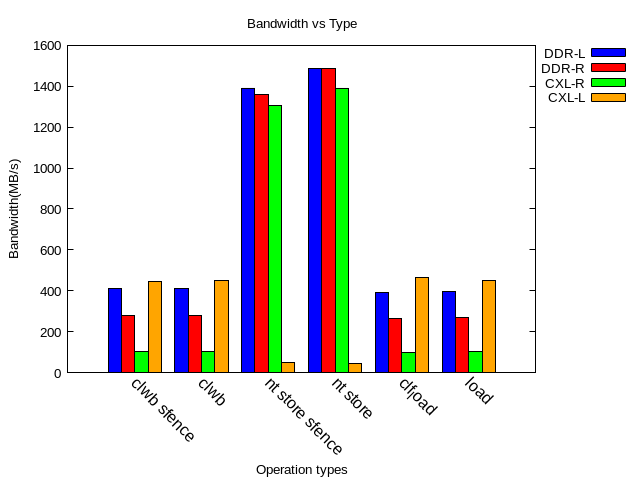 Bandwidth vs Type
DDR-L
DDR-R
CXL-R
CXL-L
1600
1400
1200
1000
800
600
400
200
0
Bandwidth(MB/s)
clwb sfence
clwb
nt store sfence
nt store
clfjoad
load
Operation types